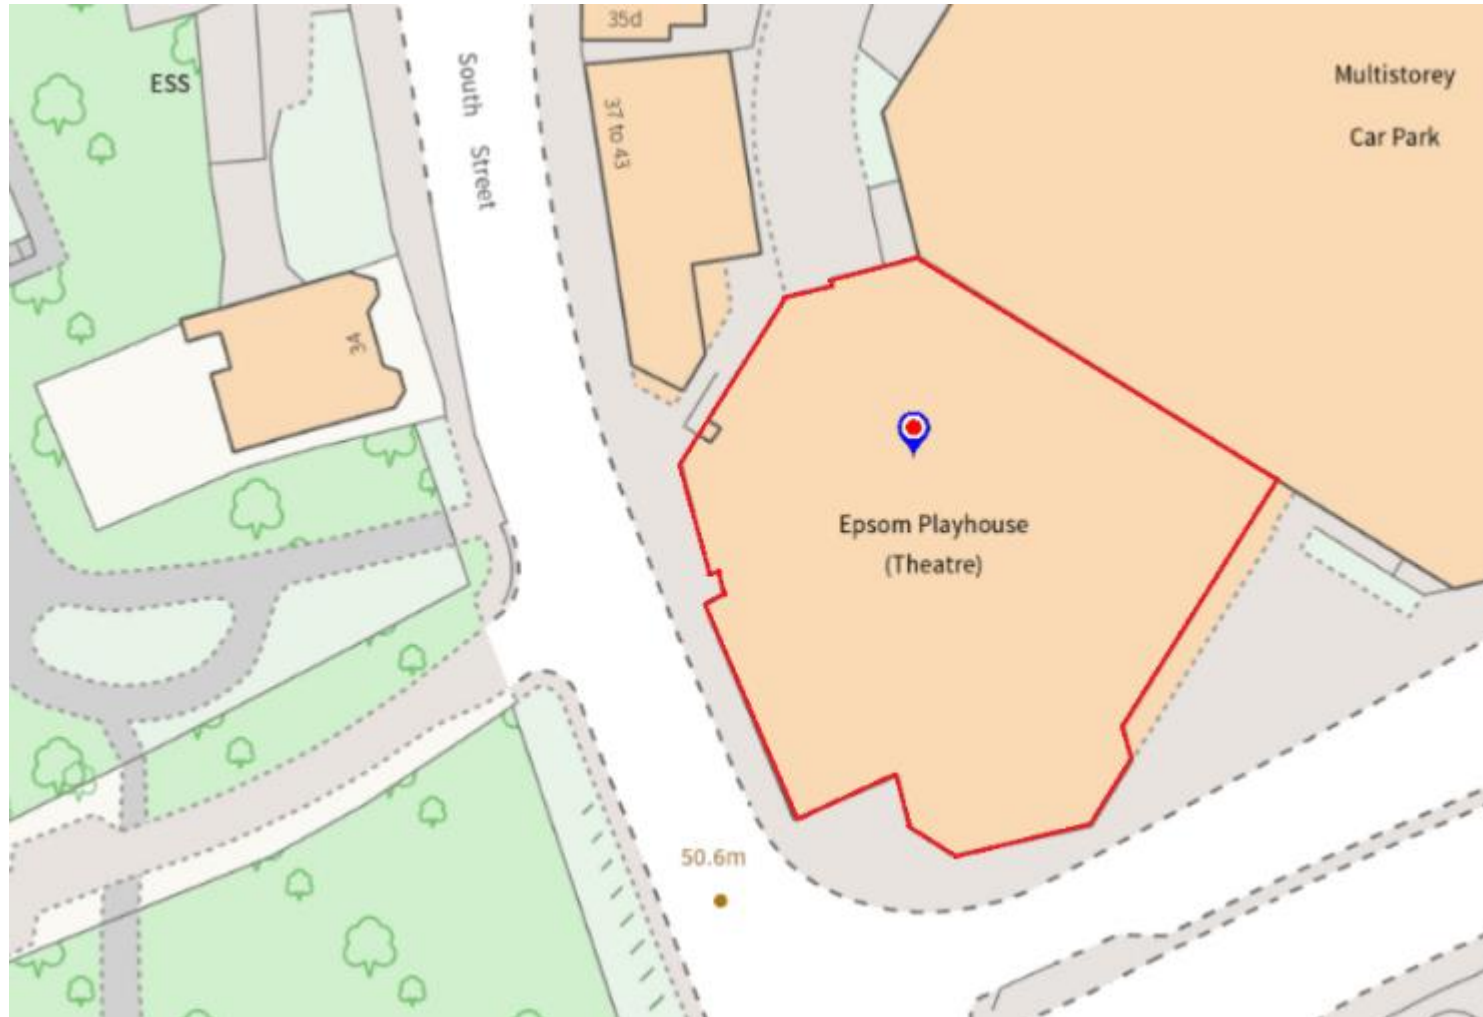 35d
ESS
South Street
37 to 43
Multistorey
Car Park
34
Epsom Playhouse
(Theatre)
50.6m